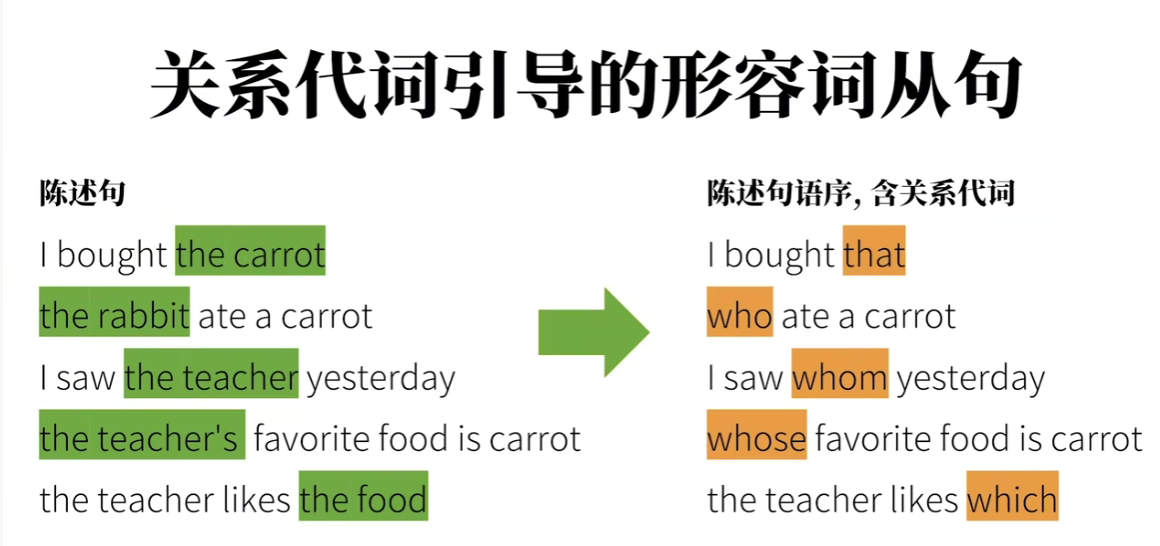 关系代词引导的形容词从句
陈述句
I bought the carrot
the rabbit ate a carrot
I saw the teacher yesterday
the teacher's favorite food is carrot
the teacher likes the food
陈述句语序, 含关系代词
I bought that
who ate a carrot
I saw whom yesterday
whose favorite food is carrot
the teacher likes which